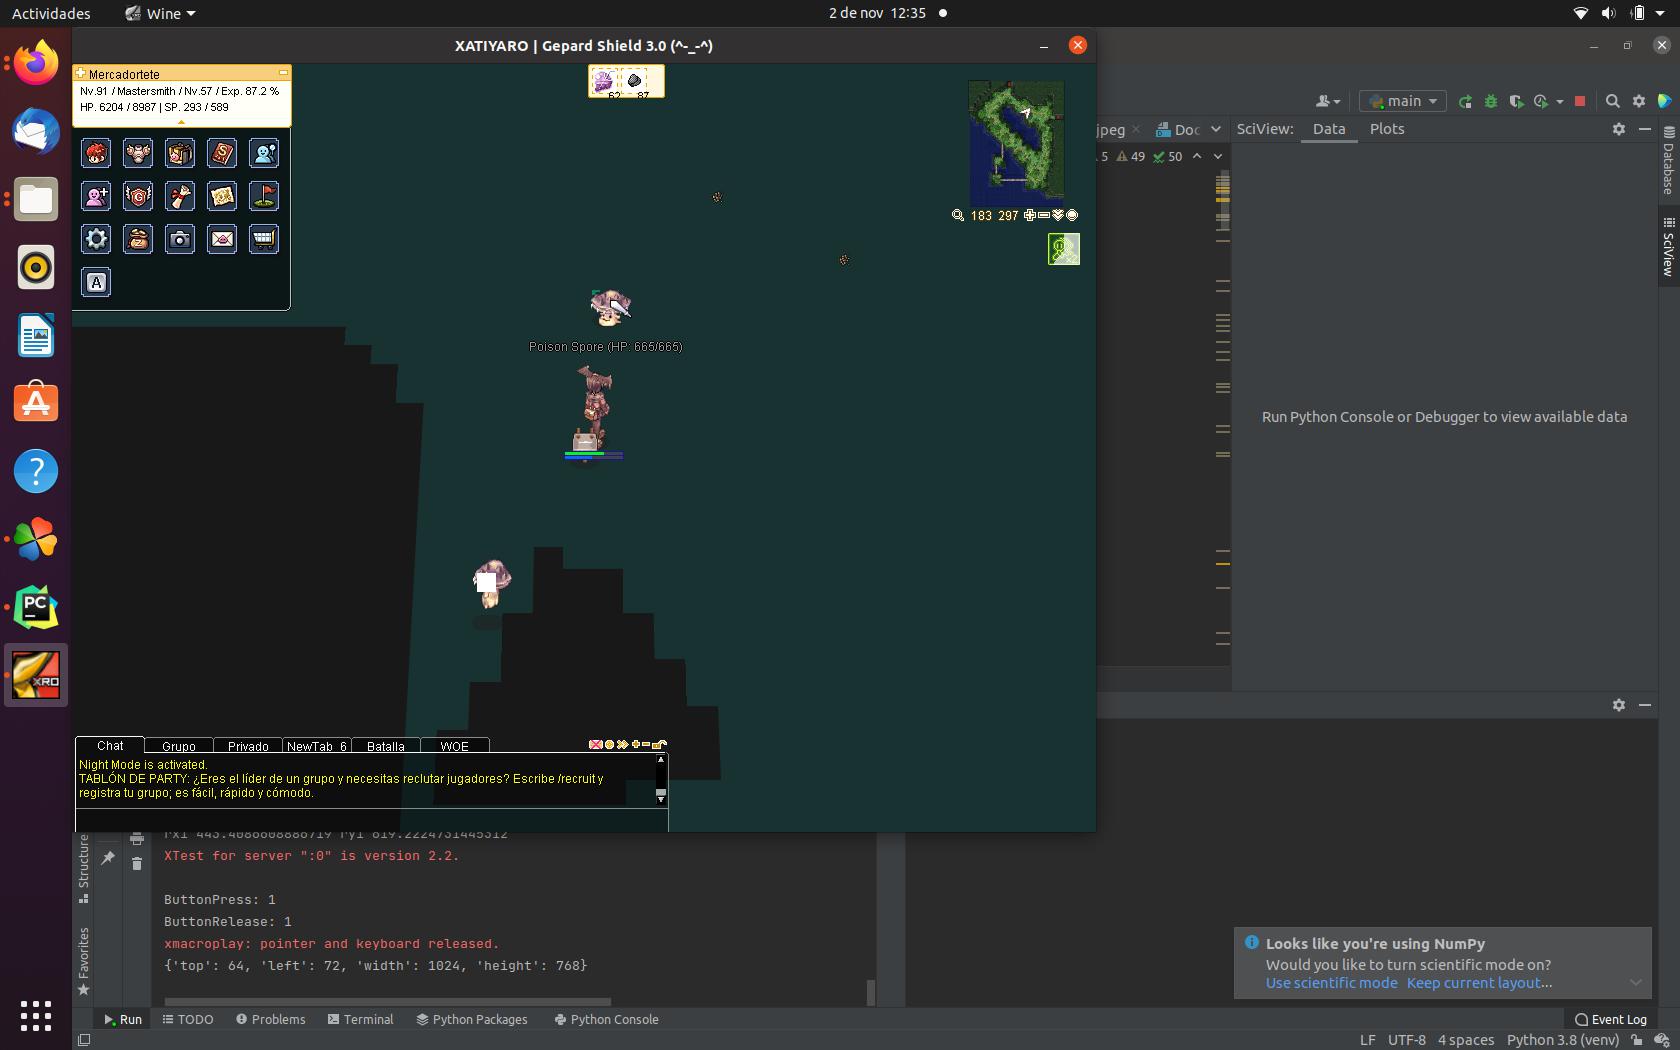 Actividades
Wine
2 de nov 12:35
XATIYARO | Gepard Shield 3.0 (^-_-^)
Mercadortete
Nv.91 / Mastersmith / Nv.57 / Exp. 87.2 %
HP. 6204 / 8987 | SP. 293 / 589
62 87
183 297
Poison Spore (HP: 665/665)
Chat Grupo Privado NewTab_6 Batalla WOE
Night Mode is activated.
TABLÓN DE PARTY: ¿Eres el líder de un grupo y necesitas reclutar jugadores? Escribe /recruit y
registra tu grupo; es fácil, rápido y cómodo.
main
jpeg Doc SciView: Data Plots
5 49 50
Database
SciView
Run Python Console or Debugger to view available data
XTest for server ":0" is version 2.2.
ButtonPress: 1
ButtonRelease: 1
xmacroplay: pointer and keyboard released.
{'top': 64, 'left': 72, 'width': 1024, 'height': 768}
Structure
Favorites
Looks like you're using NumPy
Would you like to turn scientific mode on?
Use scientific mode Keep current layout...
Run TODO Problems Terminal Python Packages Python Console Event Log
LF UTF-8 4 spaces Python 3.8 (venv)